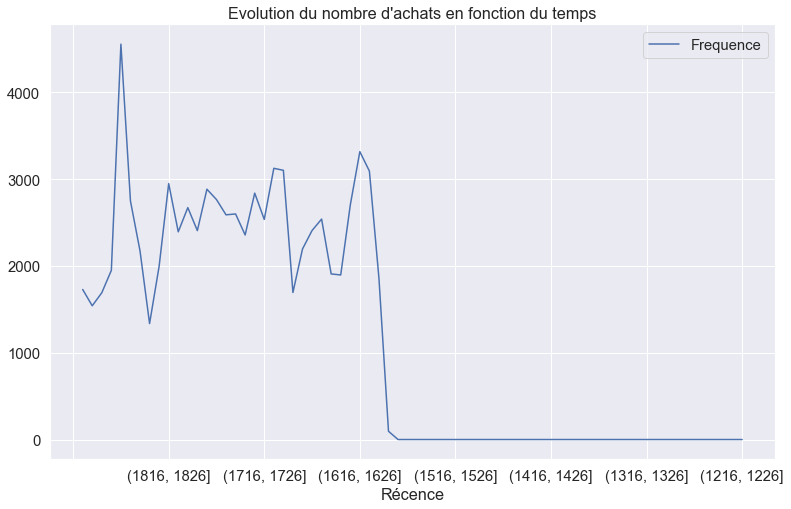 Evolution du nombre d'achats en fonction du temps
Frequence
4000
3000
2000
1000
0
(1816, 1826] (1716, 1726] (1616, 1626] (1516, 1526] (1416, 1426] (1316, 1326] (1216, 1226]
Récence